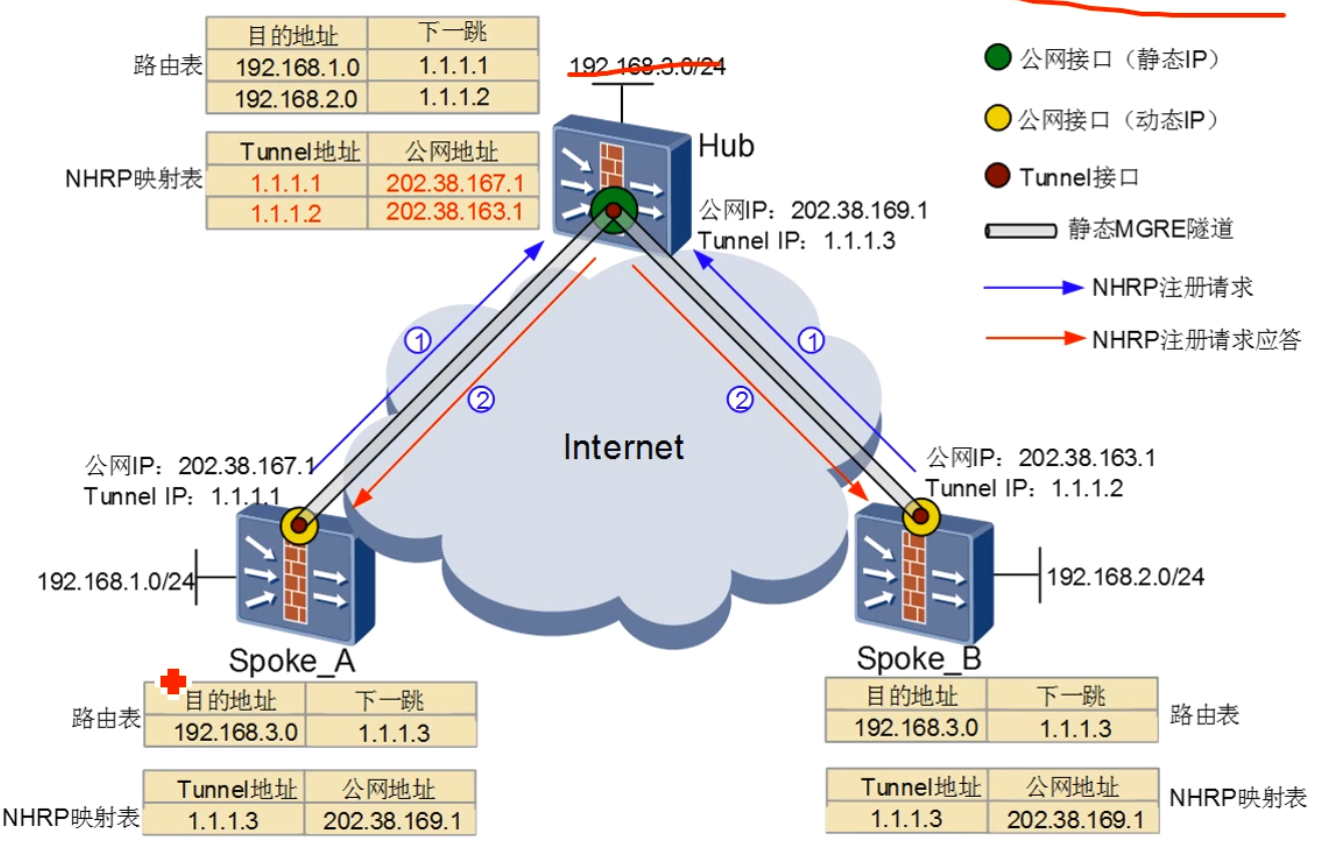 目的地址 下一跳
路由表 192.168.1.0 1.1.1.1
192.168.2.0 1.1.1.2
192.168.3.0/24
公网接口（静态IP）
公网接口（动态IP）
Tunnel接口
静态MGRE隧道
NHRP注册请求
NHRP注册请求应答
Tunnel地址 公网地址
NHRP映射表 1.1.1.1 202.38.167.1
1.1.1.2 202.38.163.1
Hub
公网IP：202.38.169.1
Tunnel IP：1.1.1.3
1
1
2
2
Internet
公网IP：202.38.167.1
Tunnel IP：1.1.1.1
公网IP：202.38.163.1
Tunnel IP：1.1.1.2
192.168.1.0/24
192.168.2.0/24
Spoke_A
Spoke_B
目的地址 下一跳
路由表 192.168.3.0 1.1.1.3
Tunnel地址 公网地址
NHRP映射表 1.1.1.3 202.38.169.1
目的地址 下一跳
192.168.3.0 1.1.1.3 路由表
Tunnel地址 公网地址
1.1.1.3 202.38.169.1 NHRP映射表